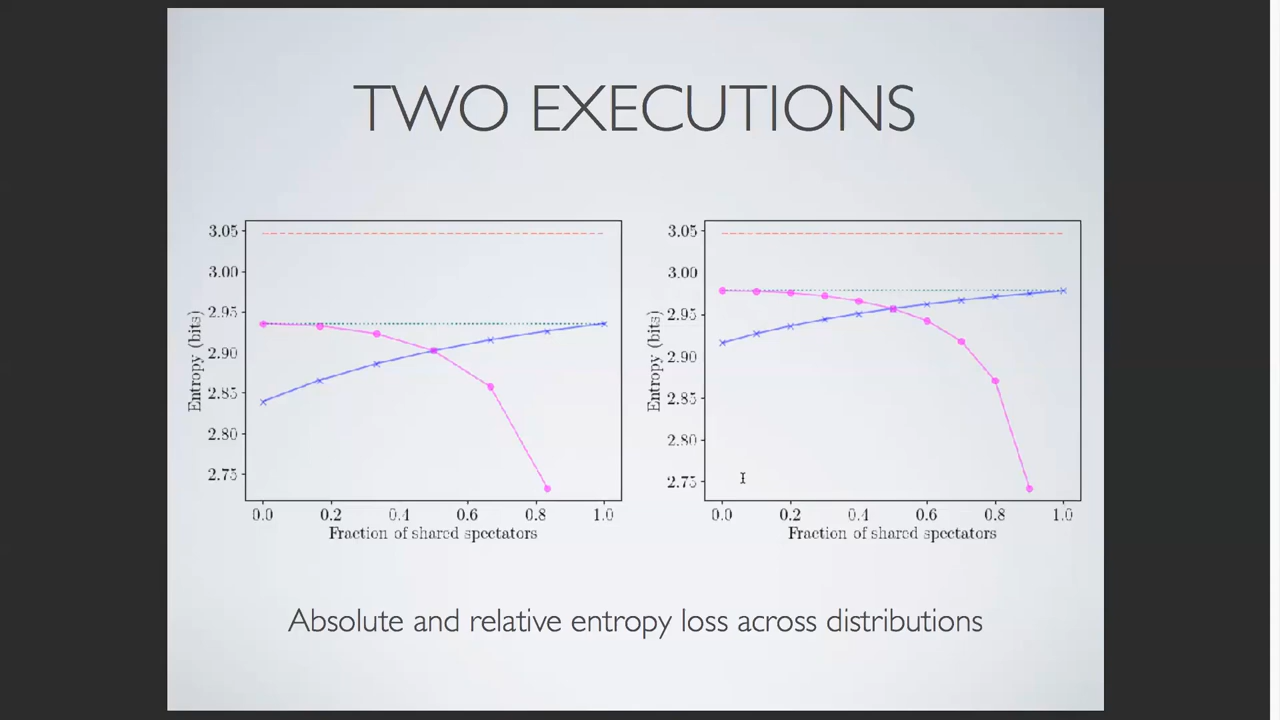 TWO EXECUTIONS
3.05
3.00
2.95
2.90
2.85
2.80
2.75
Entropy (bits)
0.0 0.2 0.4 0.6 0.8 1.0
Fraction of shared spectators
3.05
3.00
2.95
2.90
2.85
2.80
2.75
Entropy (bits)
0.0 0.2 0.4 0.6 0.8 1.0
Fraction of shared spectators
Absolute and relative entropy loss across distributions